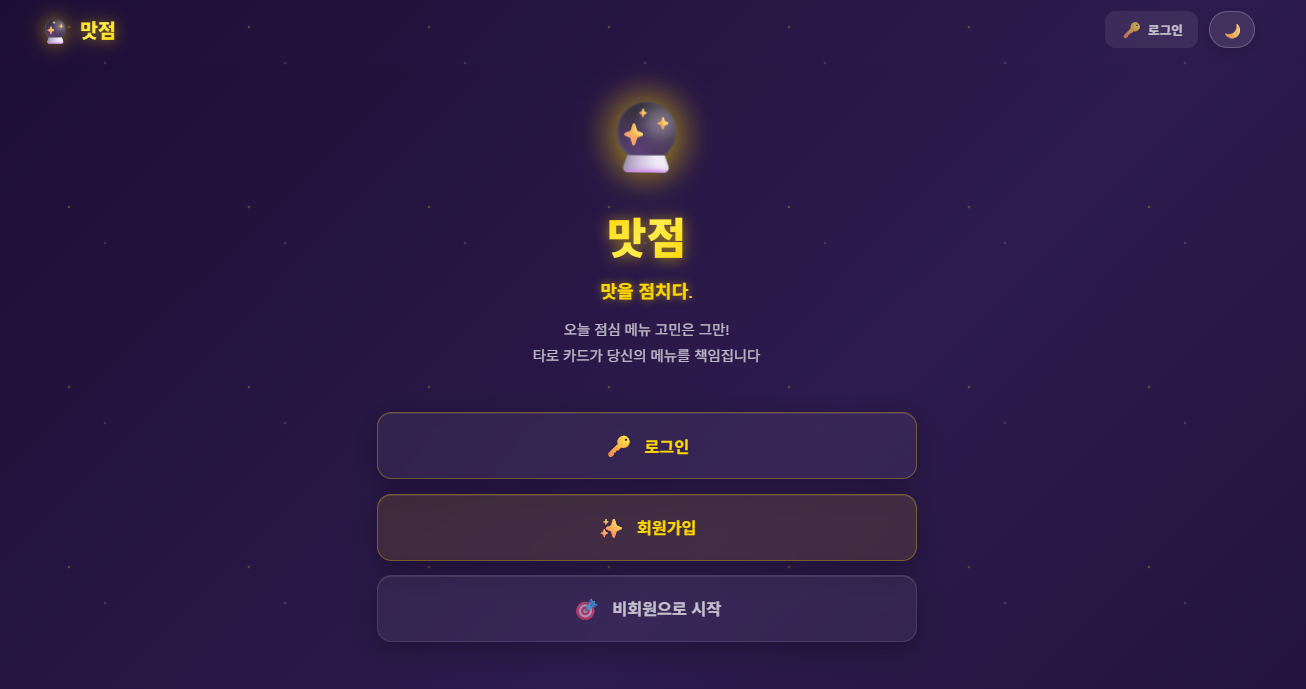 맛점
로그인
맛점
맛을 점치다.
오늘 점심 메뉴 고민은 그만!
타로 카드가 당신의 메뉴를 책임집니다
로그인
회원가입
비회원으로 시작